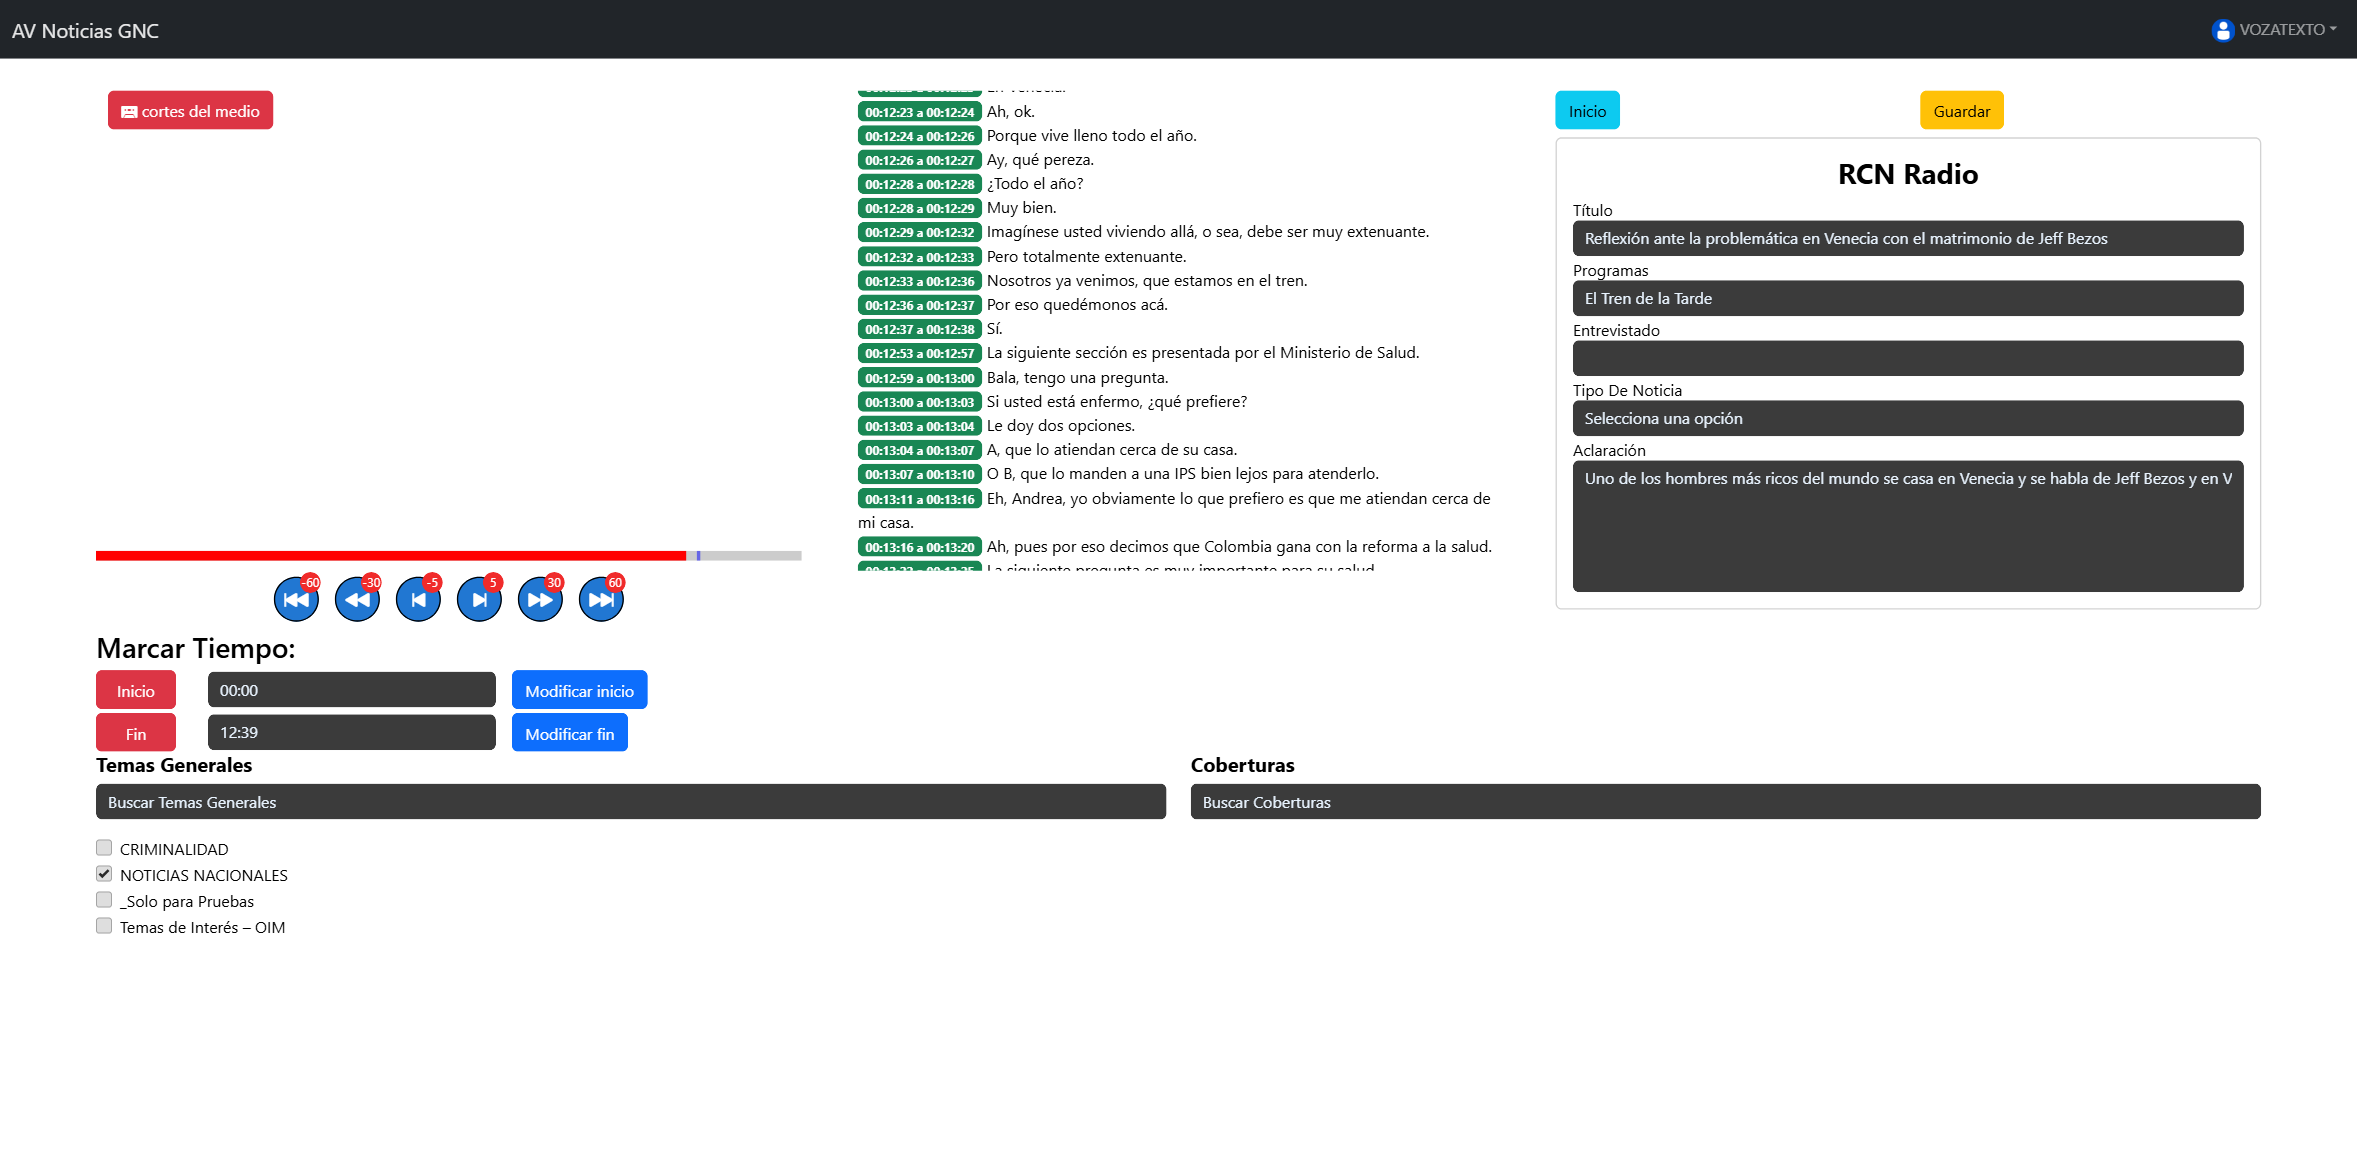 AV Noticias GNC
VOZATEXTO
cortes del medio
00:12:23 a 00:12:24 Ah, ok.
00:12:24 a 00:12:26 Porque vive lleno todo el año.
00:12:26 a 00:12:27 Ay, qué pereza.
00:12:28 a 00:12:28 ¿Todo el año?
00:12:28 a 00:12:29 Muy bien.
00:12:29 a 00:12:32 Imagínese usted viviendo allá, o sea, debe ser muy extenuante.
00:12:32 a 00:12:33 Pero totalmente extenuante.
00:12:33 a 00:12:36 Nosotros ya venimos, que estamos en el tren.
00:12:36 a 00:12:37 Por eso quedémonos acá.
00:12:37 a 00:12:38 Sí.
00:12:53 a 00:12:57 La siguiente sección es presentada por el Ministerio de Salud.
00:12:59 a 00:13:00 Bala, tengo una pregunta.
00:13:00 a 00:13:03 Si usted está enfermo, ¿qué prefiere?
00:13:03 a 00:13:04 Le doy dos opciones.
00:13:04 a 00:13:07 A, que lo atiendan cerca de su casa.
00:13:07 a 00:13:10 O B, que lo manden a una IPS bien lejos para atenderlo.
00:13:11 a 00:13:16 Eh, Andrea, yo obviamente lo que prefiero es que me atiendan cerca de
mi casa.
00:13:16 a 00:13:20 Ah, pues por eso decimos que Colombia gana con la reforma a la salud.
La siguiente pregunta es muy importante para su salud
Inicio
Guardar
RCN Radio
Título
Reflexión ante la problemática en Venecia con el matrimonio de Jeff Bezos
Programas
El Tren de la Tarde
Entrevistado
Tipo De Noticia
Selecciona una opción
Aclaración
Uno de los hombres más ricos del mundo se casa en Venecia y se habla de Jeff Bezos y en V
-60
-30
-5
5
30
60
Marcar Tiempo:
Inicio 00:00 Modificar inicio
Fin 12:39 Modificar fin
Temas Generales
Buscar Temas Generales
CRIMINALIDAD
NOTICIAS NACIONALES
_Solo para Pruebas
Temas de Interés – OIM
Coberturas
Buscar Coberturas